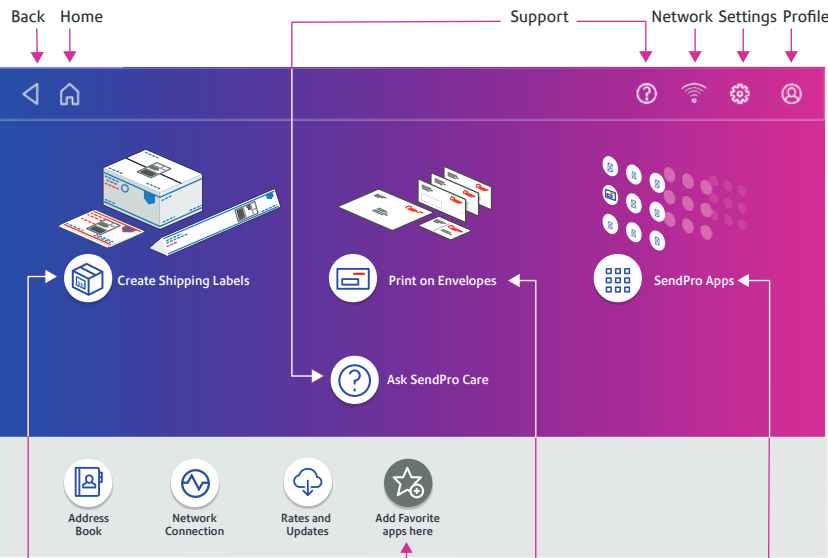 Back Home Support Network Settings Profile
Create Shipping Labels
Print on Envelopes
SendPro Apps
Ask SendPro Care
Address
Book
Network
Connection
Rates and
Updates
Add Favorite
apps here